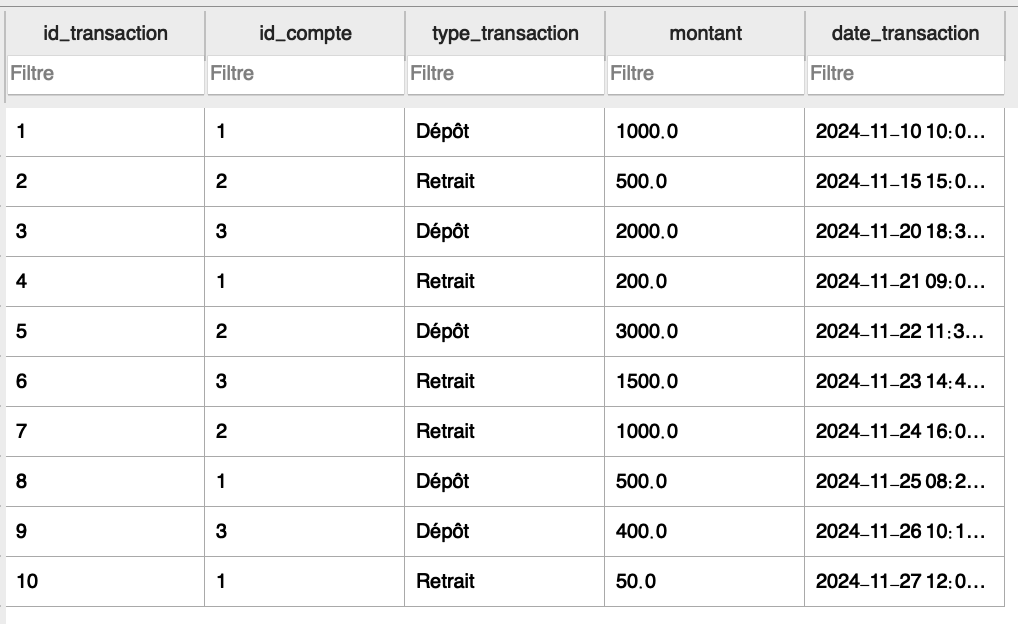 id_transaction id_compte type_transaction montant date_transaction
Filtre Filtre Filtre Filtre Filtre
1 1 Dépôt 1000.0 2024-11-10 10:0...
2 2 Retrait 500.0 2024-11-15 15:0...
3 3 Dépôt 2000.0 2024-11-20 18:3...
4 1 Retrait 200.0 2024-11-21 09:0...
5 2 Dépôt 3000.0 2024-11-22 11:3...
6 3 Retrait 1500.0 2024-11-23 14:4...
7 2 Retrait 1000.0 2024-11-24 16:0...
8 1 Dépôt 500.0 2024-11-25 08:2...
9 3 Dépôt 400.0 2024-11-26 10:1...
10 1 Retrait 50.0 2024-11-27 12:0...